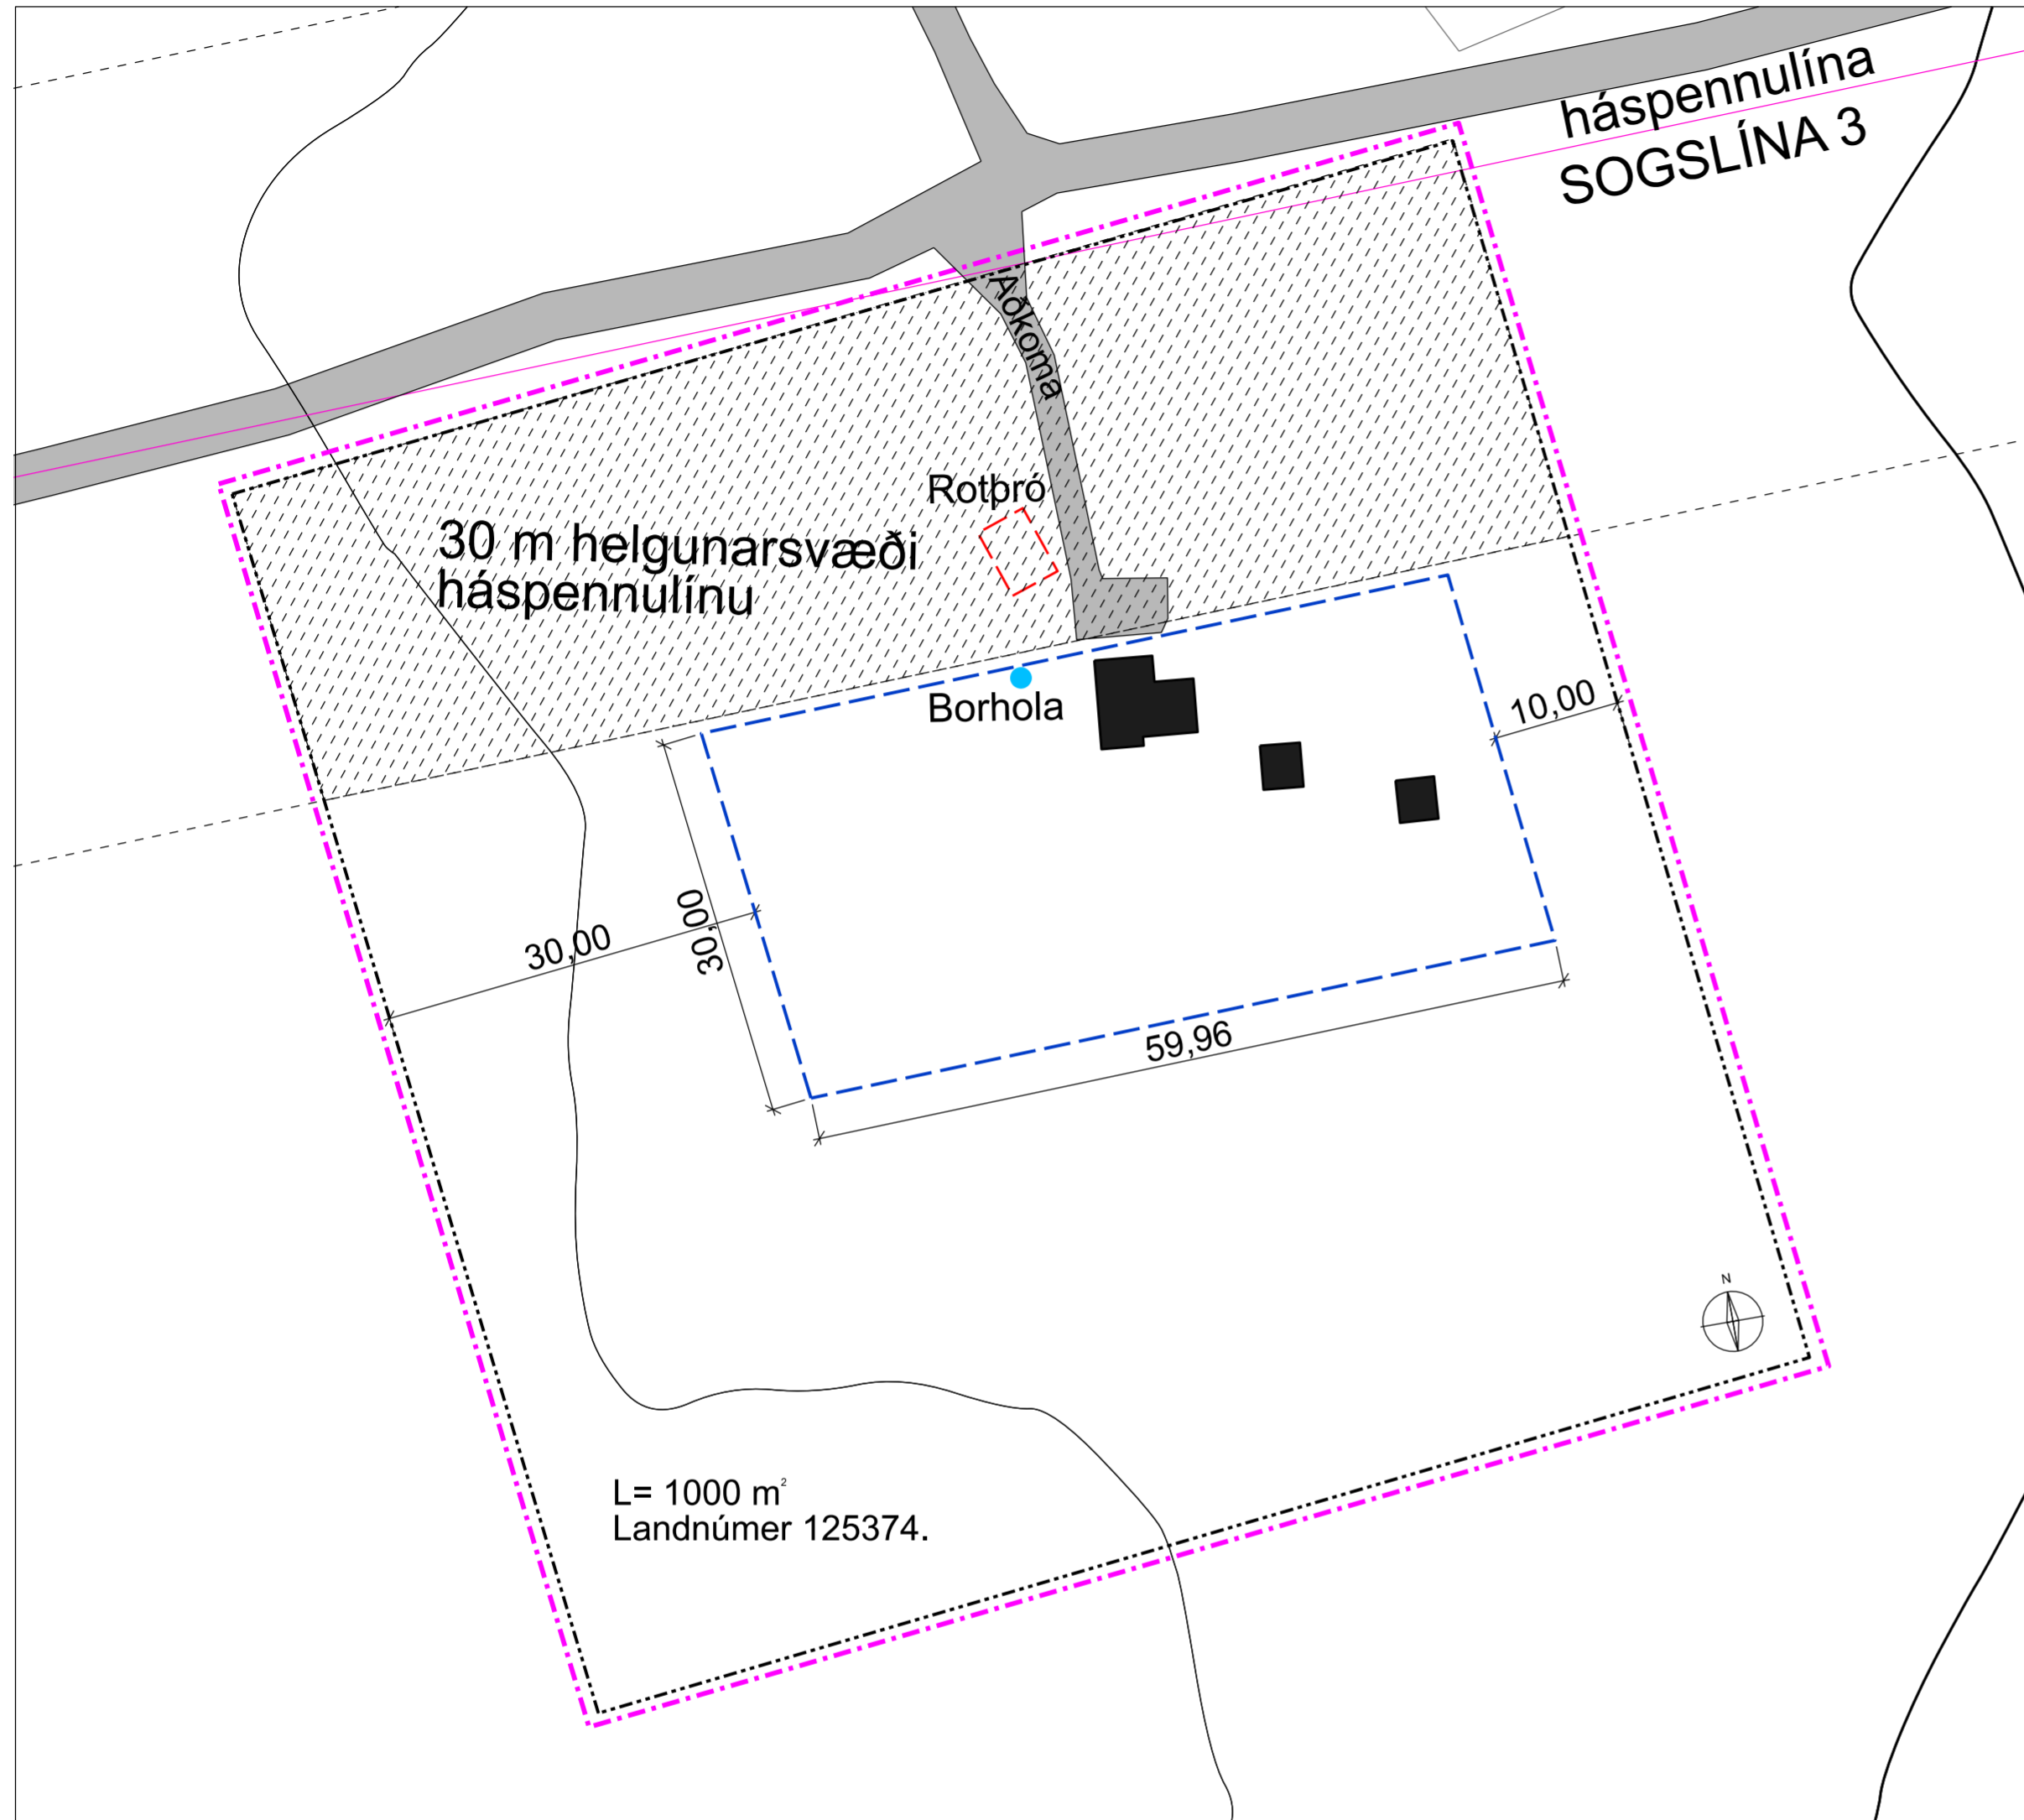 háspennulína
SOGSLÍNA 3
Aðkoma
Rotþró
30 m helgunarsvæði
háspennulínu
Borhola
10,00
30,00
30,00
59,96
N
L= 1000 m²
Landnúmer 125374.